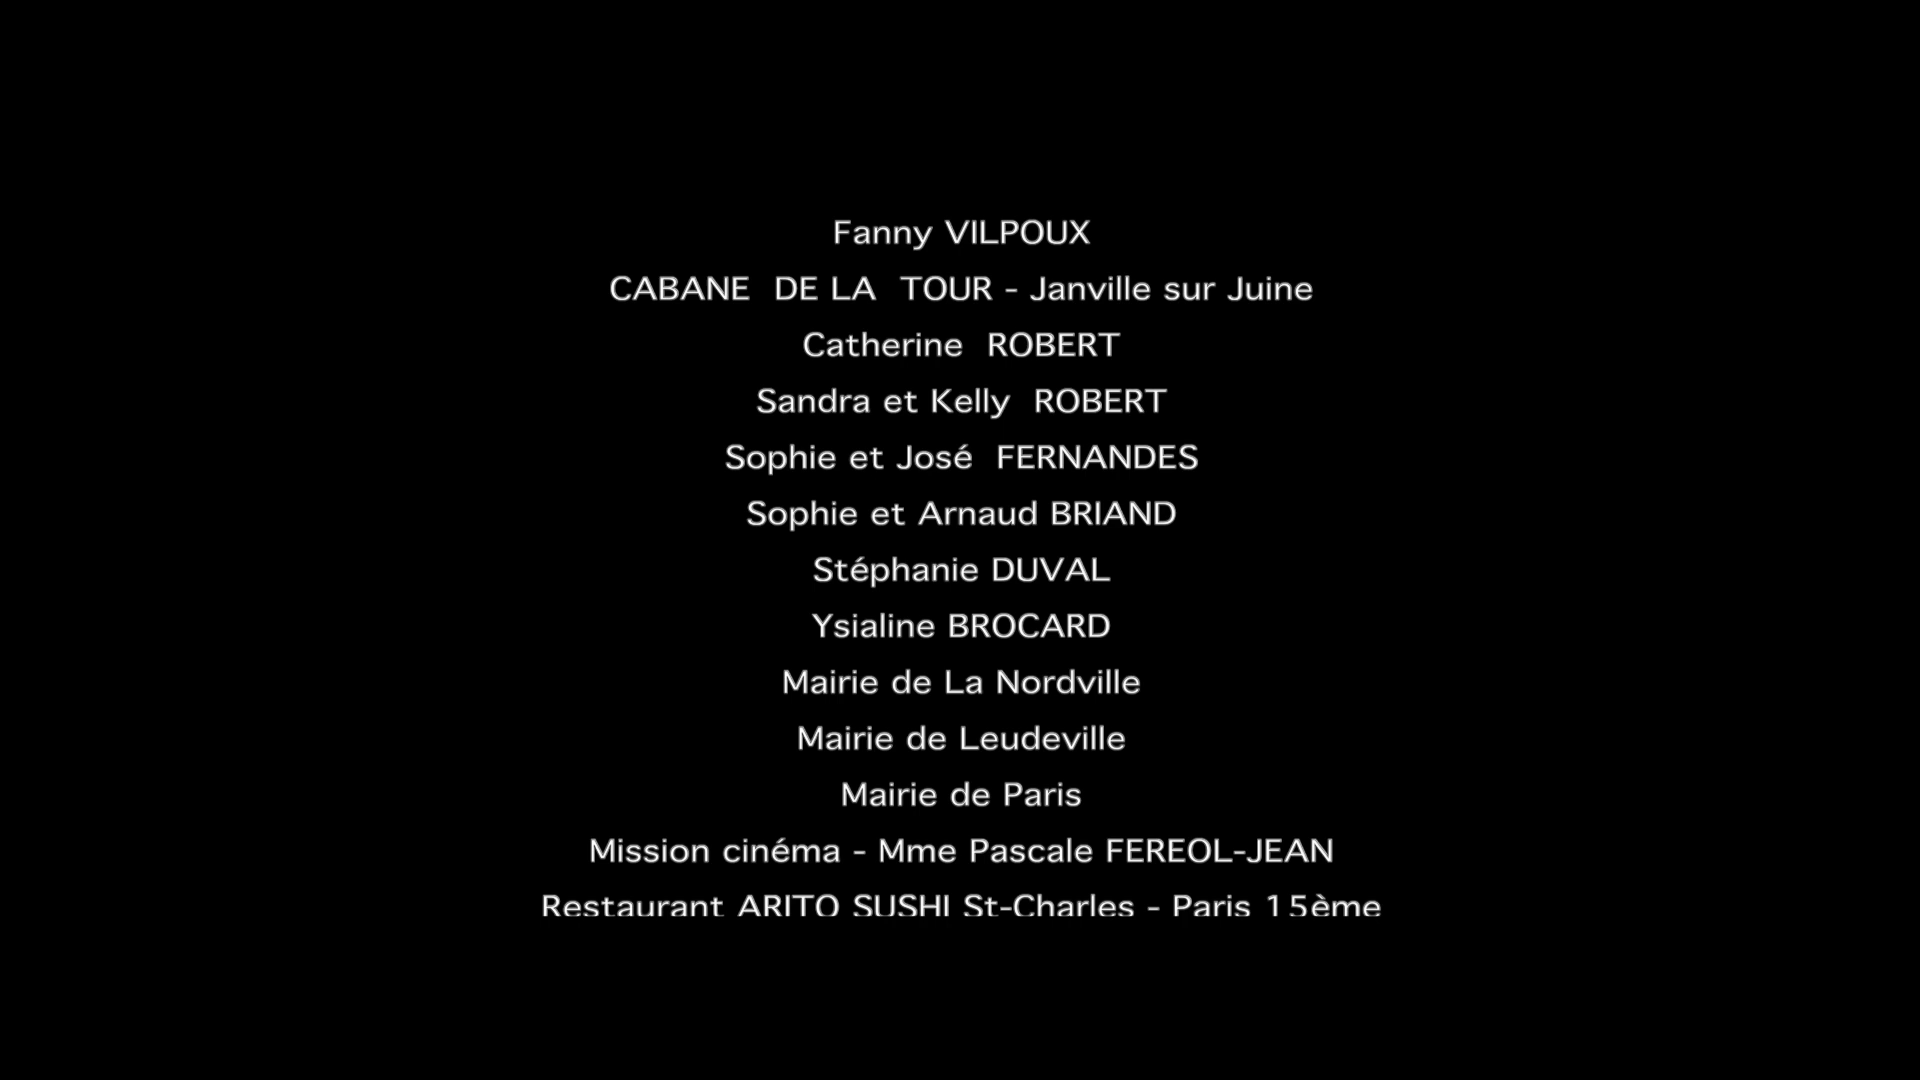 Fanny VILPOUX
CABANE DE LA TOUR - Janville sur Juine
Catherine ROBERT
Sandra et Kelly ROBERT
Sophie et José FERNANDES
Sophie et Arnaud BRIAND
Stéphanie DUVAL
Ysialine BROCARD
Mairie de La Nordville
Mairie de Leudeville
Mairie de Paris
Mission cinéma - Mme Pascale FEREOL-JEAN
Restaurant ARITO SUSHI St-Charles - Paris 15ème